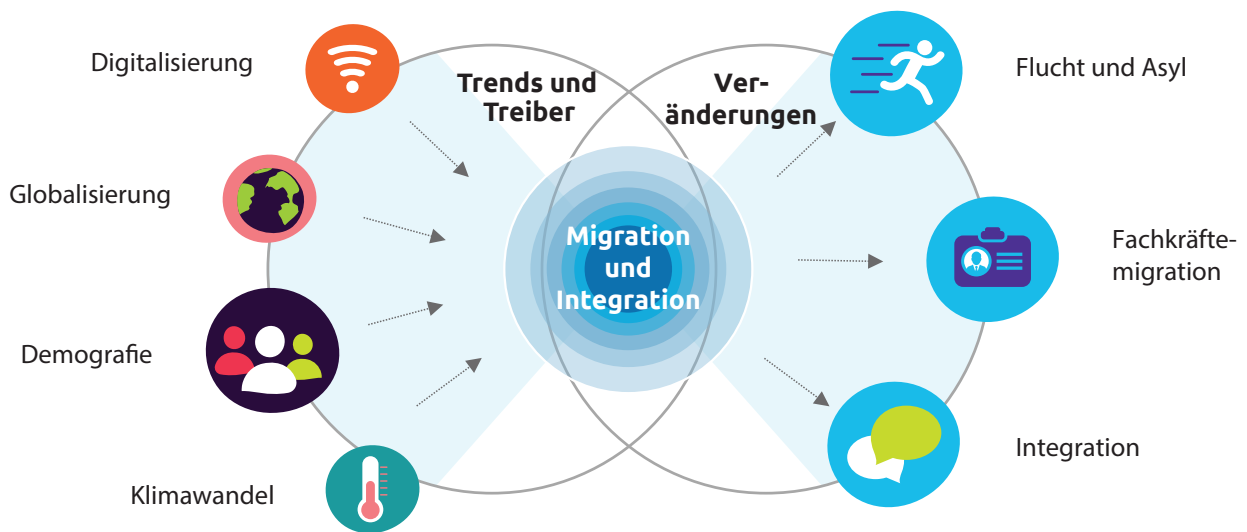 Digitalisierung
Globalisierung
Demografie
Klimawandel
Trends und
Treiber
Migration
und
Integration
Ver-
änderungen
Flucht und Asyl
Fachkräfte-
migration
Integration